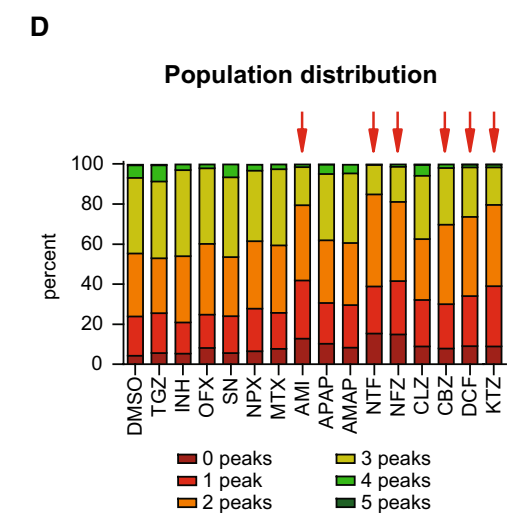 D
Population distribution
percent
100
80
60
40
20
0
DMSO
TGZ
INH
OFX
SN
NPX
MTX
AMI
APAP
AMAP
NTF
NFZ
CLZ
CBZ
DCF
KTZ
0 peaks
1 peak
2 peaks
3 peaks
4 peaks
5 peaks